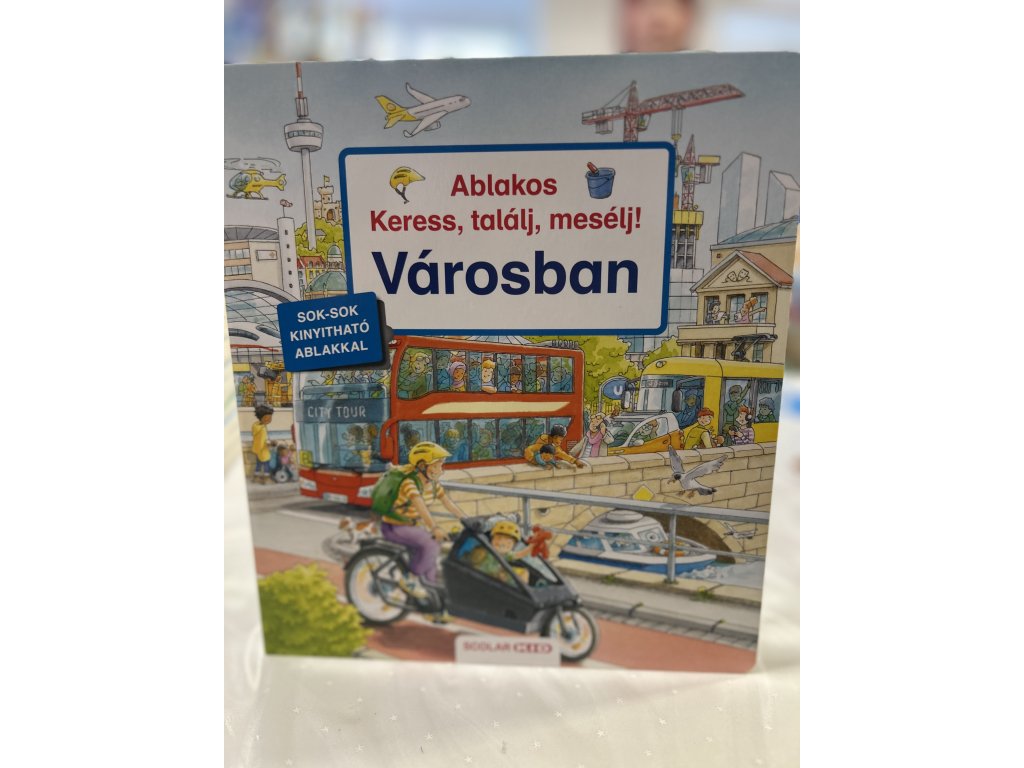 Ablakos
Keress, találj, mesélj!
Városban
SOK-SOK
KINYITHATÓ
ABLAKKAL
CITY TOUR
U
SCOLAR KID